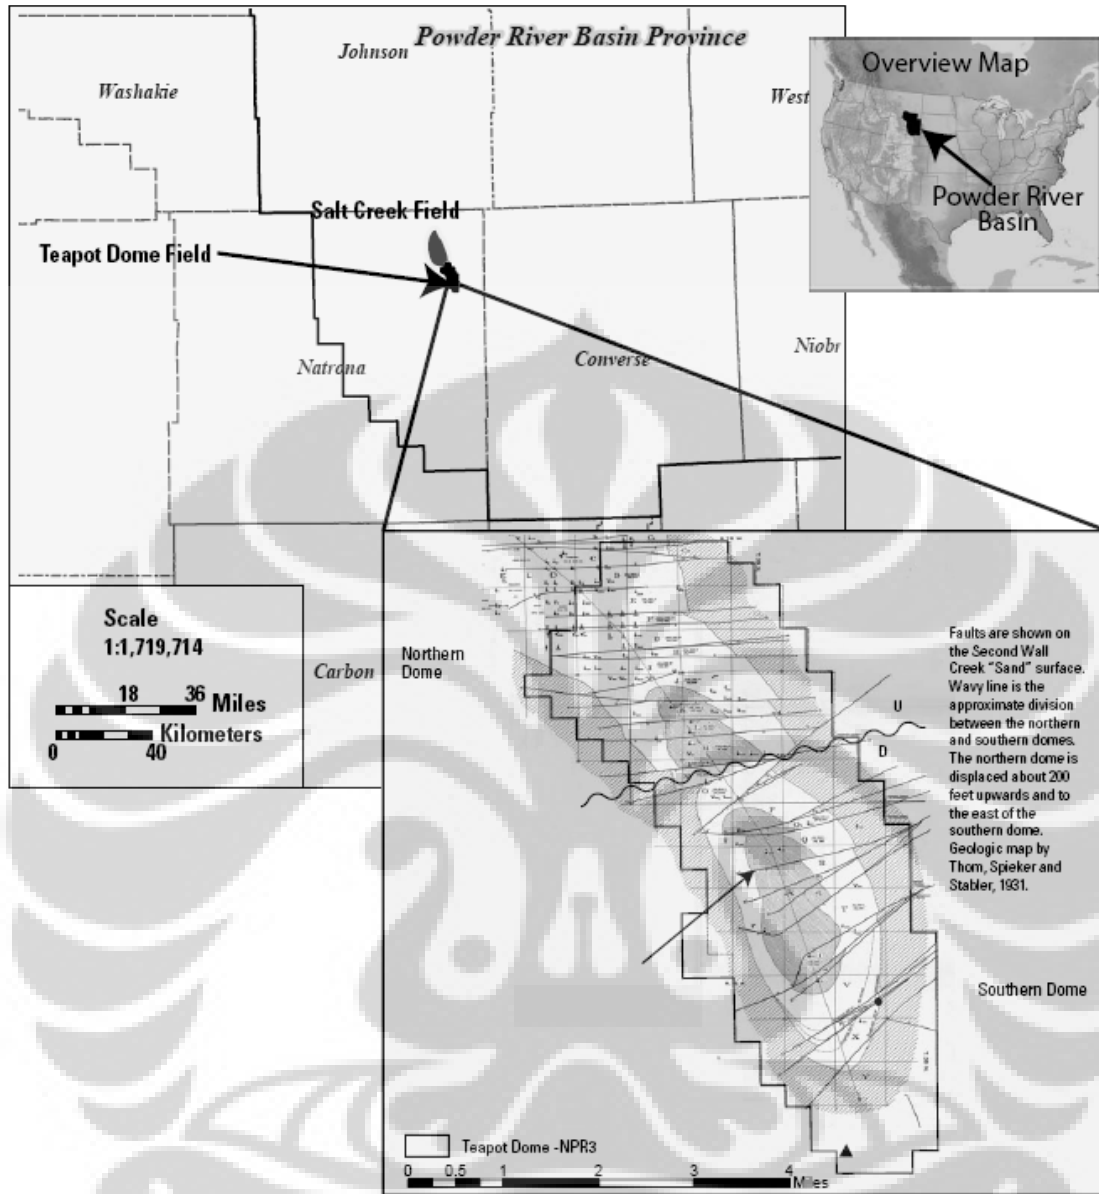 Powder River Basin Province
Johnson
Washakie
West
Overview Map
Powder River
Basin
Salt Creek Field
Teapot Dome Field
Natrona
Converse
Niobr
Scale
1:1,719,714
18 36 Miles
Kilometers
0 40
Carbon
Northern
Dome
Faults are shown on
the Second Wall
Creek “Sand” surface.
Wavy line is the
approximate division
between the northern
and southern domes.
The northern dome is
displaced about 200
feet upwards and to
the east of the
southern dome.
Geologic map by
Thom, Spieker and
Stabler, 1931.
U
D
Southern Dome
Teapot Dome -NPR3
0 0.5 1 2 3 4
Miles